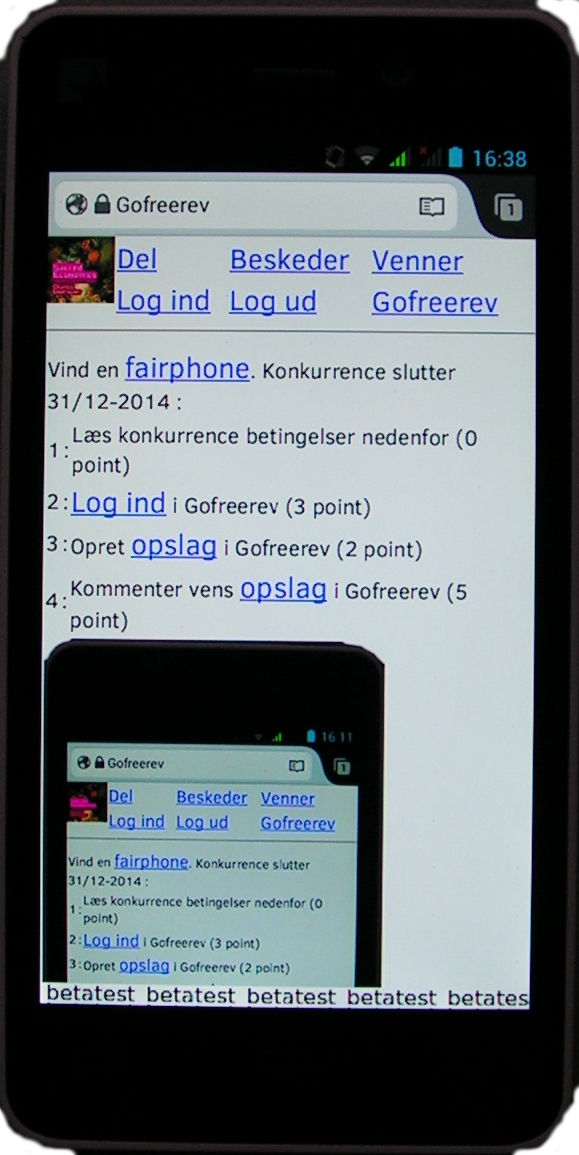 16:38
Gofreerev
1
Sacred
Economics
Del Beskeder Venner
Log ind Log ud Gofreerev
Vind en fairphone. Konkurrence slutter
31/12-2014 :
1: Læs konkurrence betingelser nedenfor (0
point)
2: Log ind i Gofreerev (3 point)
3: Opret opslag i Gofreerev (2 point)
4: Kommenter vens opslag i Gofreerev (5
point)
16:11
Gofreerev
1
Del Beskeder Venner
Log ind Log ud Gofreerev
Vind en fairphone. Konkurrence slutter
31/12-2014 :
1: Læs konkurrence betingelser nedenfor (0
point)
2: Log ind i Gofreerev (3 point)
3: Opret opslag i Gofreerev (2 point)
betatest betatest betatest betatest betates